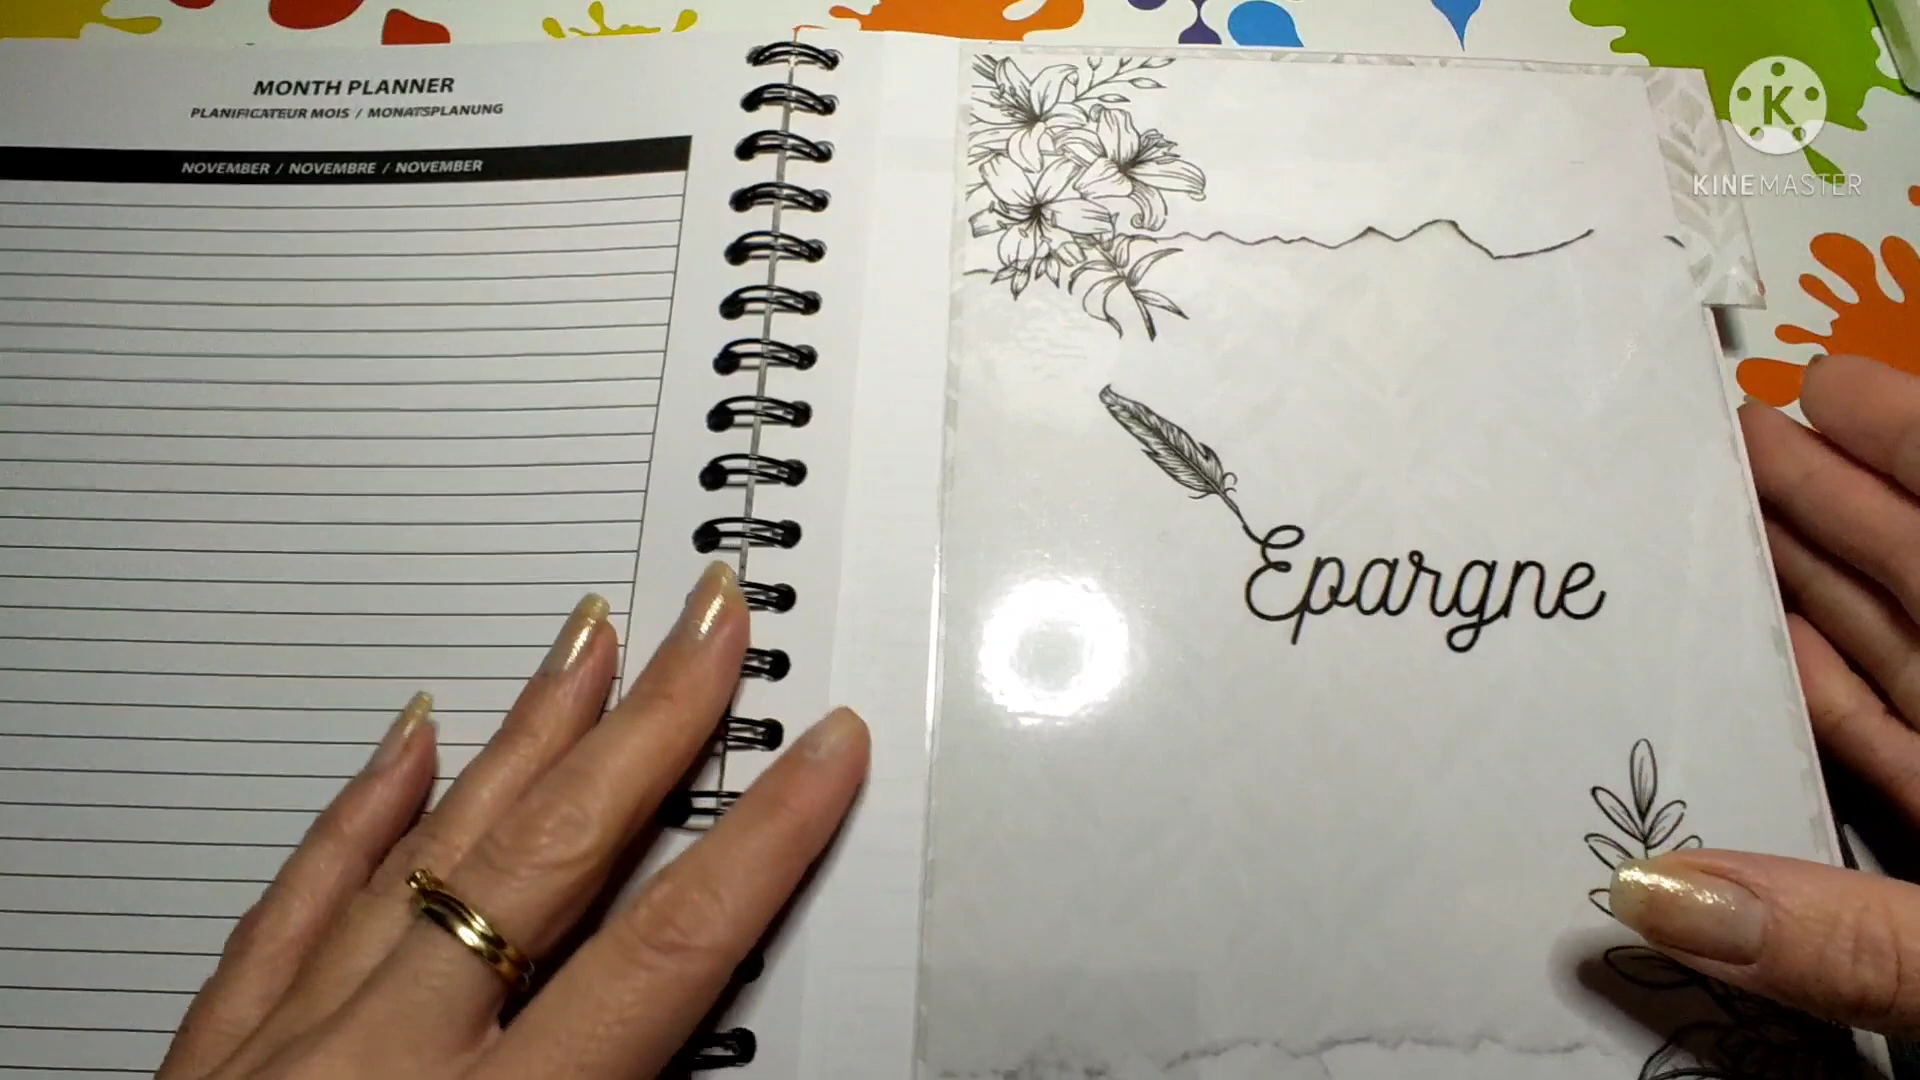 MONTH PLANNER
PLANIFICATEUR MOIS / MONATSPLANUNG
NOVEMBER / NOVEMBRE / NOVEMBER
Epargne
K
KINEMASTER